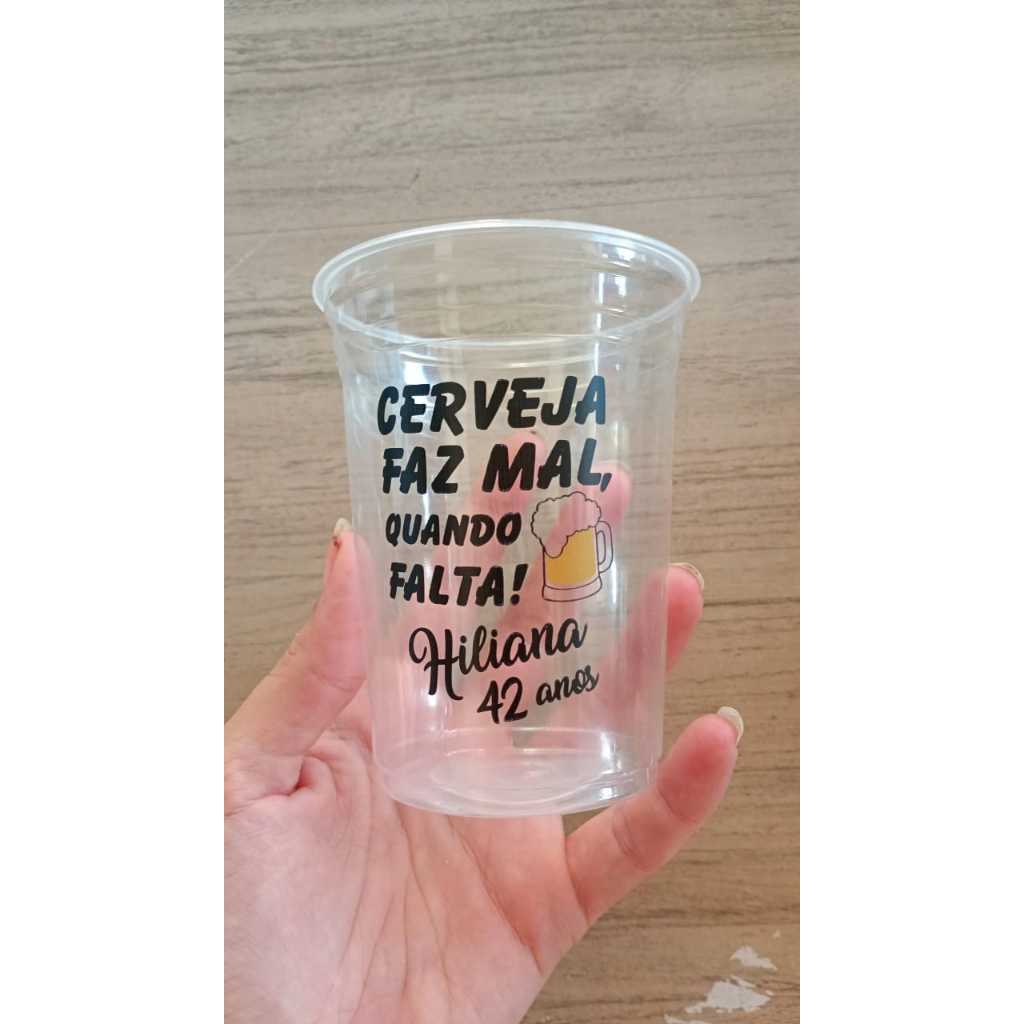 CERVEJA
FAZ MAL,
QUANDO
FALTA!
Hiliana
42 anos